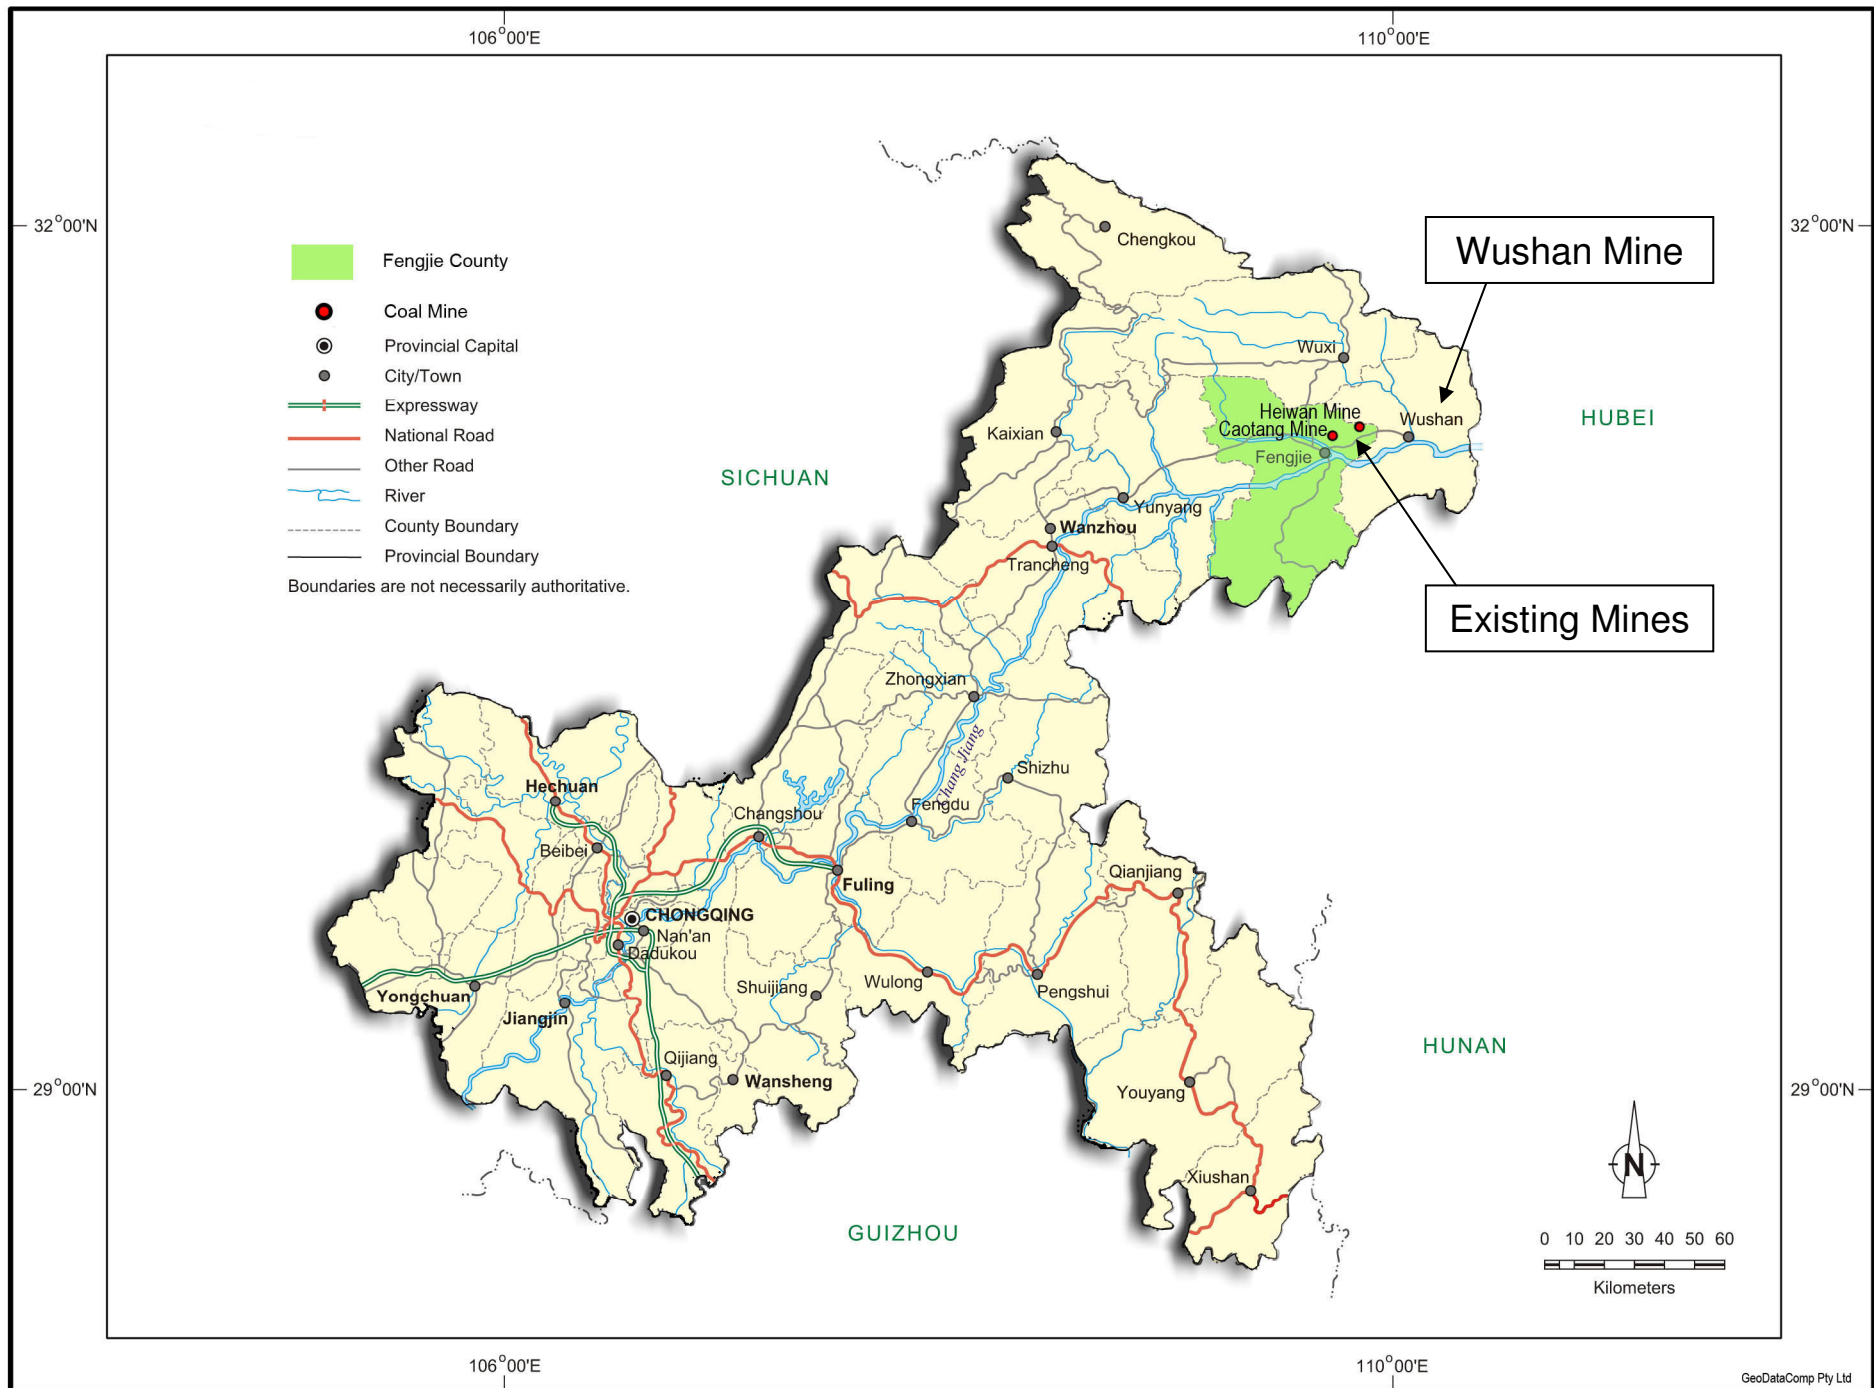 106°00'E
110°00'E
32°00'N
32°00'N
Wushan Mine
Chengkou
Fengjie County
Coal Mine
Provincial Capital
City/Town
Expressway
National Road
Other Road
River
County Boundary
Provincial Boundary
Boundaries are not necessarily authoritative.
Wuxi
Heiwan Mine
Caotang Mine
Wushan
HUBEI
Kaixian
Fengjie
SICHUAN
Yunyang
Wanzhou
Trancheng
Existing Mines
Zhongxian
Chang Jiang
Shizhu
Hechuan
Changshou
Fengdu
Beibei
Qianjiang
Fuling
CHONGQING
Nan'an
Dadukou
Wulong
Shuijiang
Pengshui
Yongchuan
Jiangjin
HUNAN
Qijiang
Wansheng
Youyang
29°00'N
29°00'N
Xiushan
N
GUIZHOU
0 10 20 30 40 50 60
Kilometers
106°00'E
110°00'E
GeoDataComp Pty Ltd